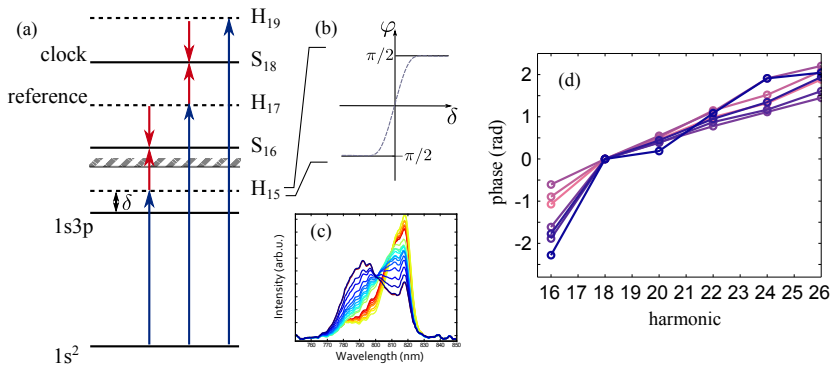 (a)
H₁₉
clock
S₁₈
reference
H₁₇
S₁₆
H₁₅
δ
1s3p
1s²
(b)
φ
π/2
δ
π/2
(c)
Intensity (arb.u.)
760 770 780 790 800 810 820 830 840 850
Wavelength (nm)
(d)
phase (rad)
2
1
0
-1
-2
16 17 18 19 20 21 22 23 24 25 26
harmonic